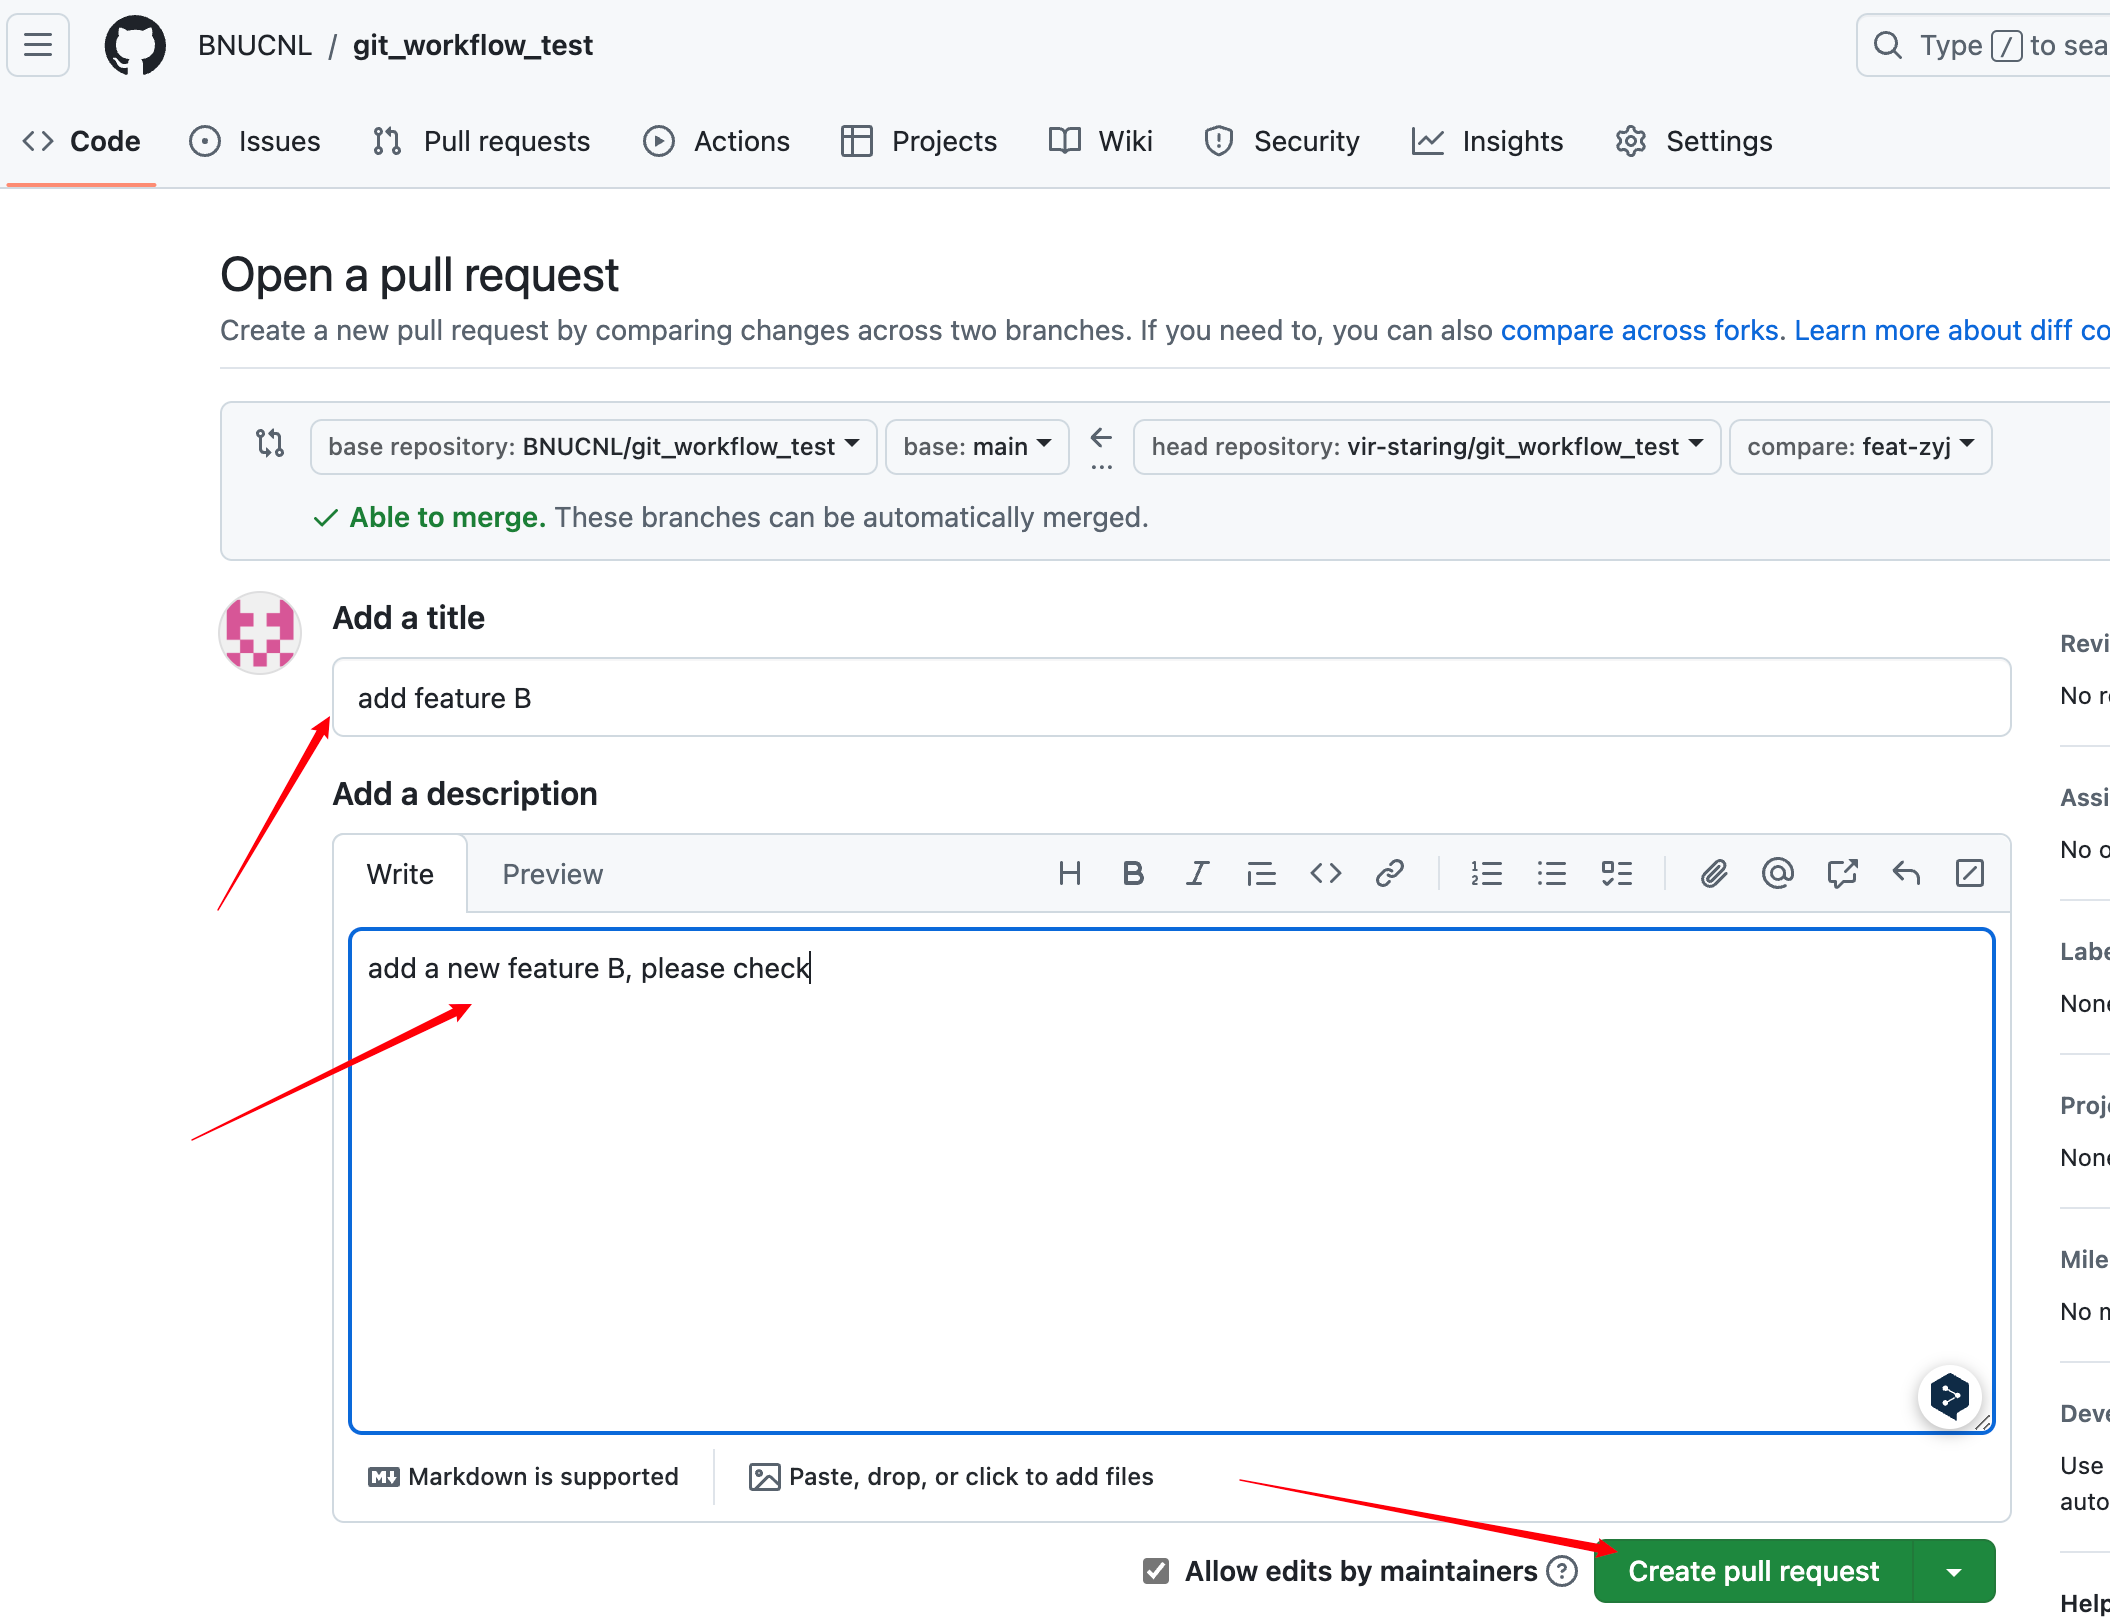 BNUCNL / git_workflow_test
Type / to sea
Code Issues Pull requests Actions Projects Wiki Security Insights Settings
Open a pull request
Create a new pull request by comparing changes across two branches. If you need to, you can also compare across forks. Learn more about diff co
base repository: BNUCNL/git_workflow_test base: main ← ... head repository: vir-staring/git_workflow_test compare: feat-zyj
Able to merge. These branches can be automatically merged.
Add a title
add feature B
Add a description
Write Preview
add a new feature B, please check
Markdown is supported
Paste, drop, or click to add files
Allow edits by maintainers
Create pull request
Revi
No r
Assi
No o
Labe
None
Proj
None
Mile
No m
Deve
Use
auto
Help